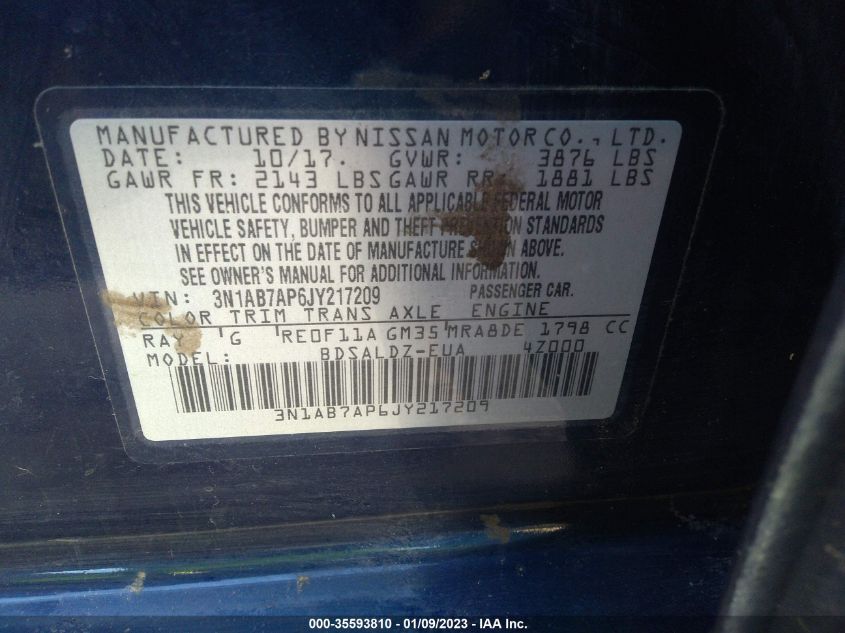 MANUFACTURED BY NISSAN MOTOR CO., LTD.
DATE: 10/17. GVWR: 3876 LBS
GAWR FR: 2143 LBS GAWR RR: 1881 LBS
THIS VEHICLE CONFORMS TO ALL APPLICABLE FEDERAL MOTOR
VEHICLE SAFETY, BUMPER AND THEFT PREVENTION STANDARDS
IN EFFECT ON THE DATE OF MANUFACTURE SHOWN ABOVE.
SEE OWNER'S MANUAL FOR ADDITIONAL INFORMATION.
VIN: 3N1AB7AP6JY217209 PASSENGER CAR.
COLOR TRIM TRANS AXLE ENGINE
RAY 'G 'RE0F11A GM35 'MRA8DE 1798 CC
MODEL: BDSALDZ-EUA 4Z000
3N1AB7AP6JY217209
000-35593810 - 01/09/2023 - IAA Inc.